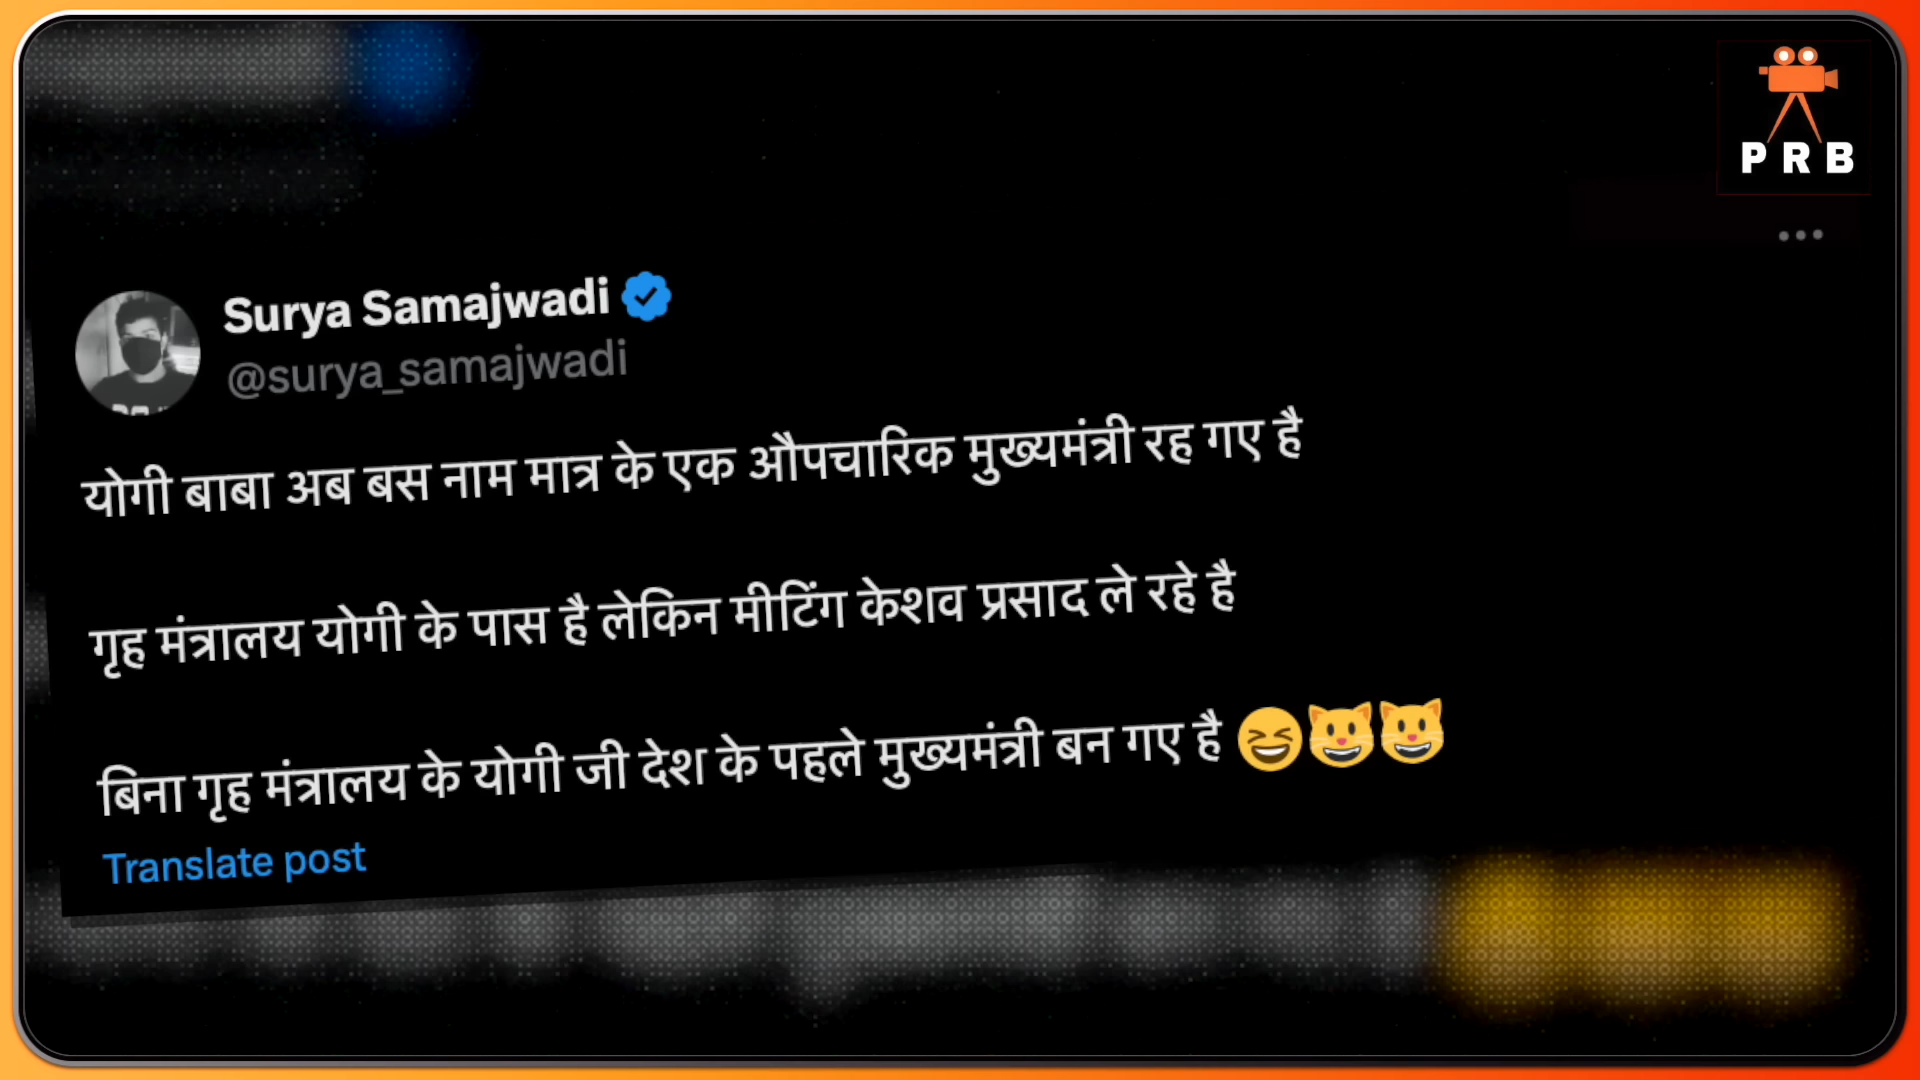 P R B
Surya Samajwadi
@surya_samajwadi
योगी बाबा अब बस नाम मात्र के एक औपचारिक मुख्यमंत्री रह गए है
गृह मंत्रालय योगी के पास है लेकिन मीटिंग केशव प्रसाद ले रहे है
बिना गृह मंत्रालय के योगी जी देश के पहले मुख्यमंत्री बन गए है 😆😺😺
Translate post